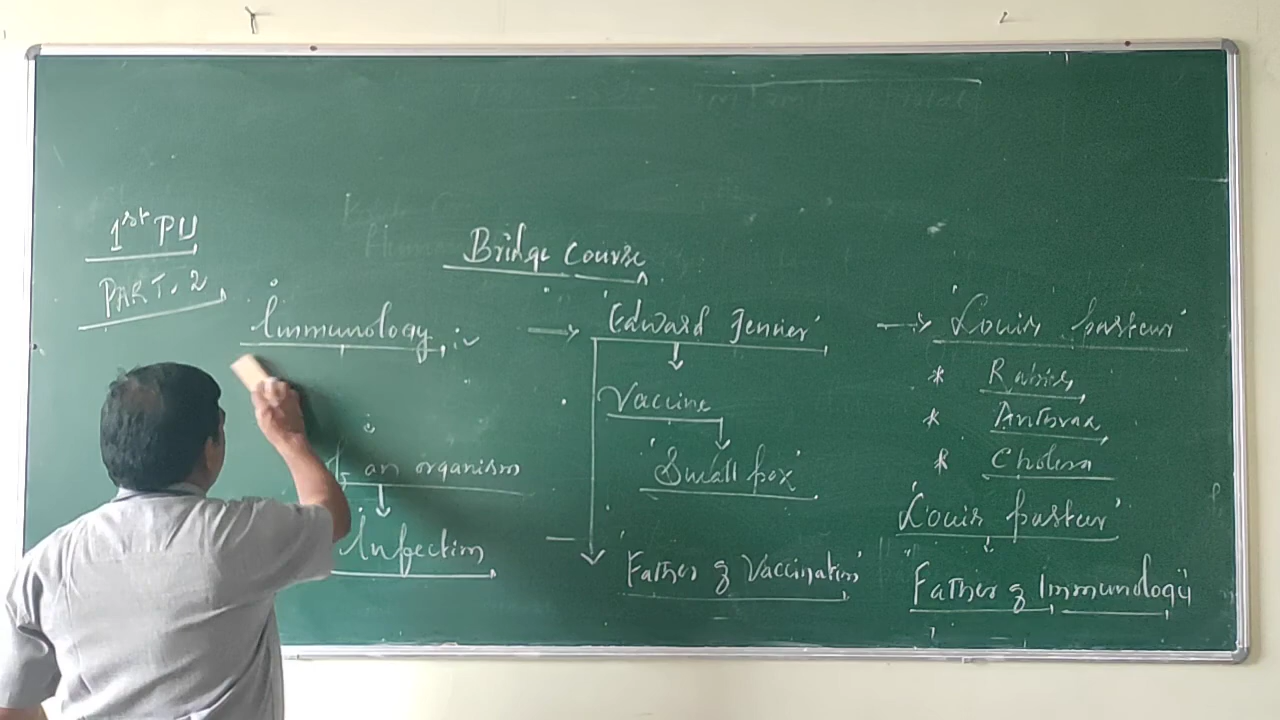 1st PU
PART. 2
Bridge Course
Immunology
→ 'Edward Jenner'
→ 'Louis pasteur'
Vaccine
* Rabies
* Anthrax
'Small pox'
* Cholera
of an organism
'Louis pasteur'
Infection
'Father of Vaccination'
Father of Immunology